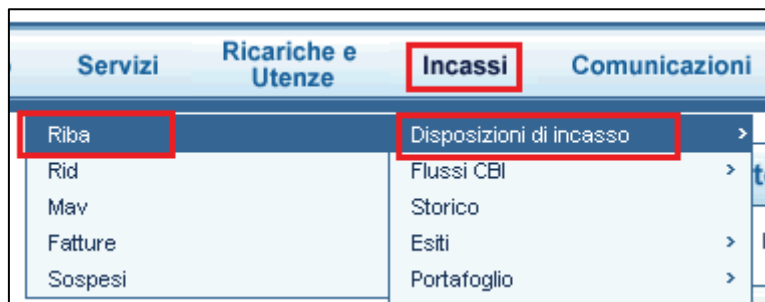 Servizi
Ricariche e
Utenze
Incassi
Comunicazioni
Riba
Disposizioni di incasso >
Rid
Flussi CBI >
Mav
Storico
Fatture
Esiti >
Sospesi
Portafoglio >